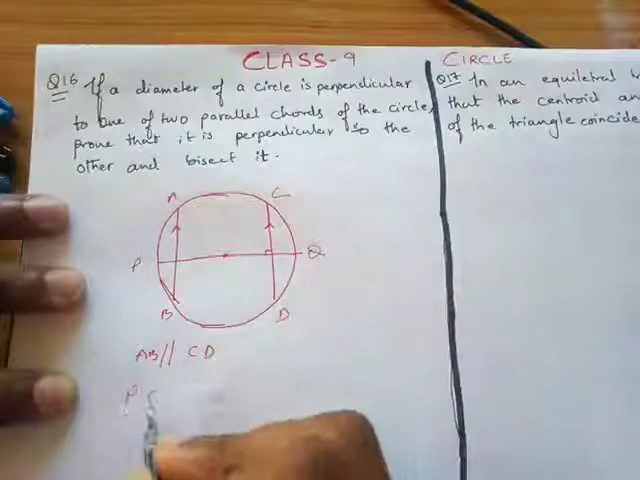 CLASS-9
Q16 If a diameter of a circle is perpendicular
to one of two parallel chords of the circle,
prove that it is perpendicular to the
other and bisect it.
A C
P Q
B D
AB // CD
P
CIRCLE
Q17 In an equiletral
that the centroid an
of the triangle coincide